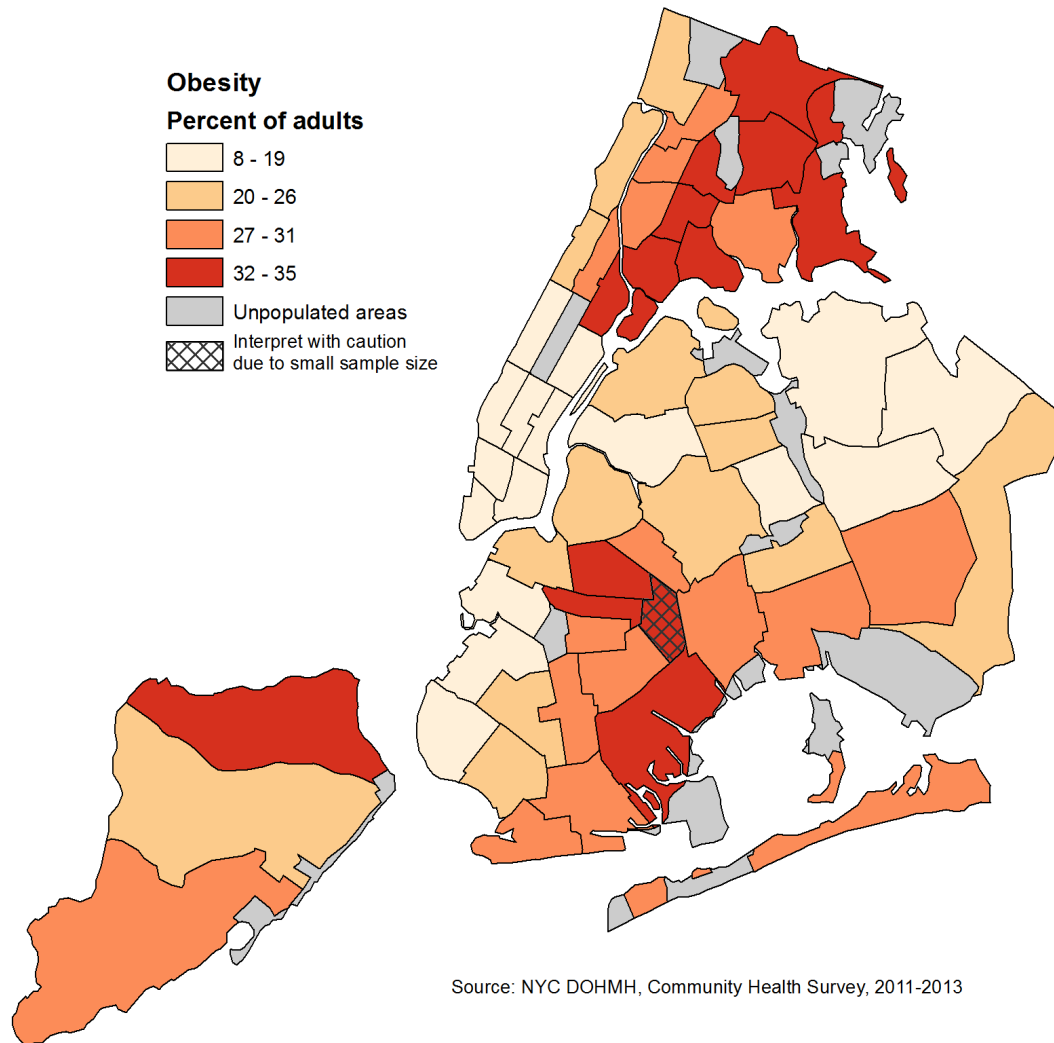 Obesity
Percent of adults
8 - 19
20 - 26
27 - 31
32 - 35
Unpopulated areas
Interpret with caution
due to small sample size
Source: NYC DOHMH, Community Health Survey, 2011-2013